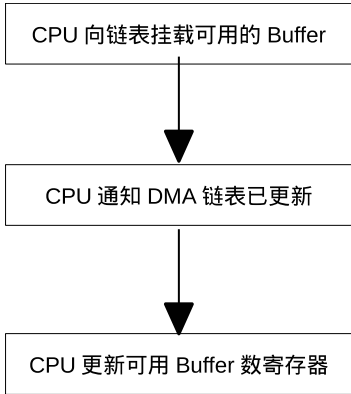 CPU 向链表挂载可用的 Buffer
CPU 通知 DMA 链表已更新
CPU 更新可用 Buffer 数寄存器